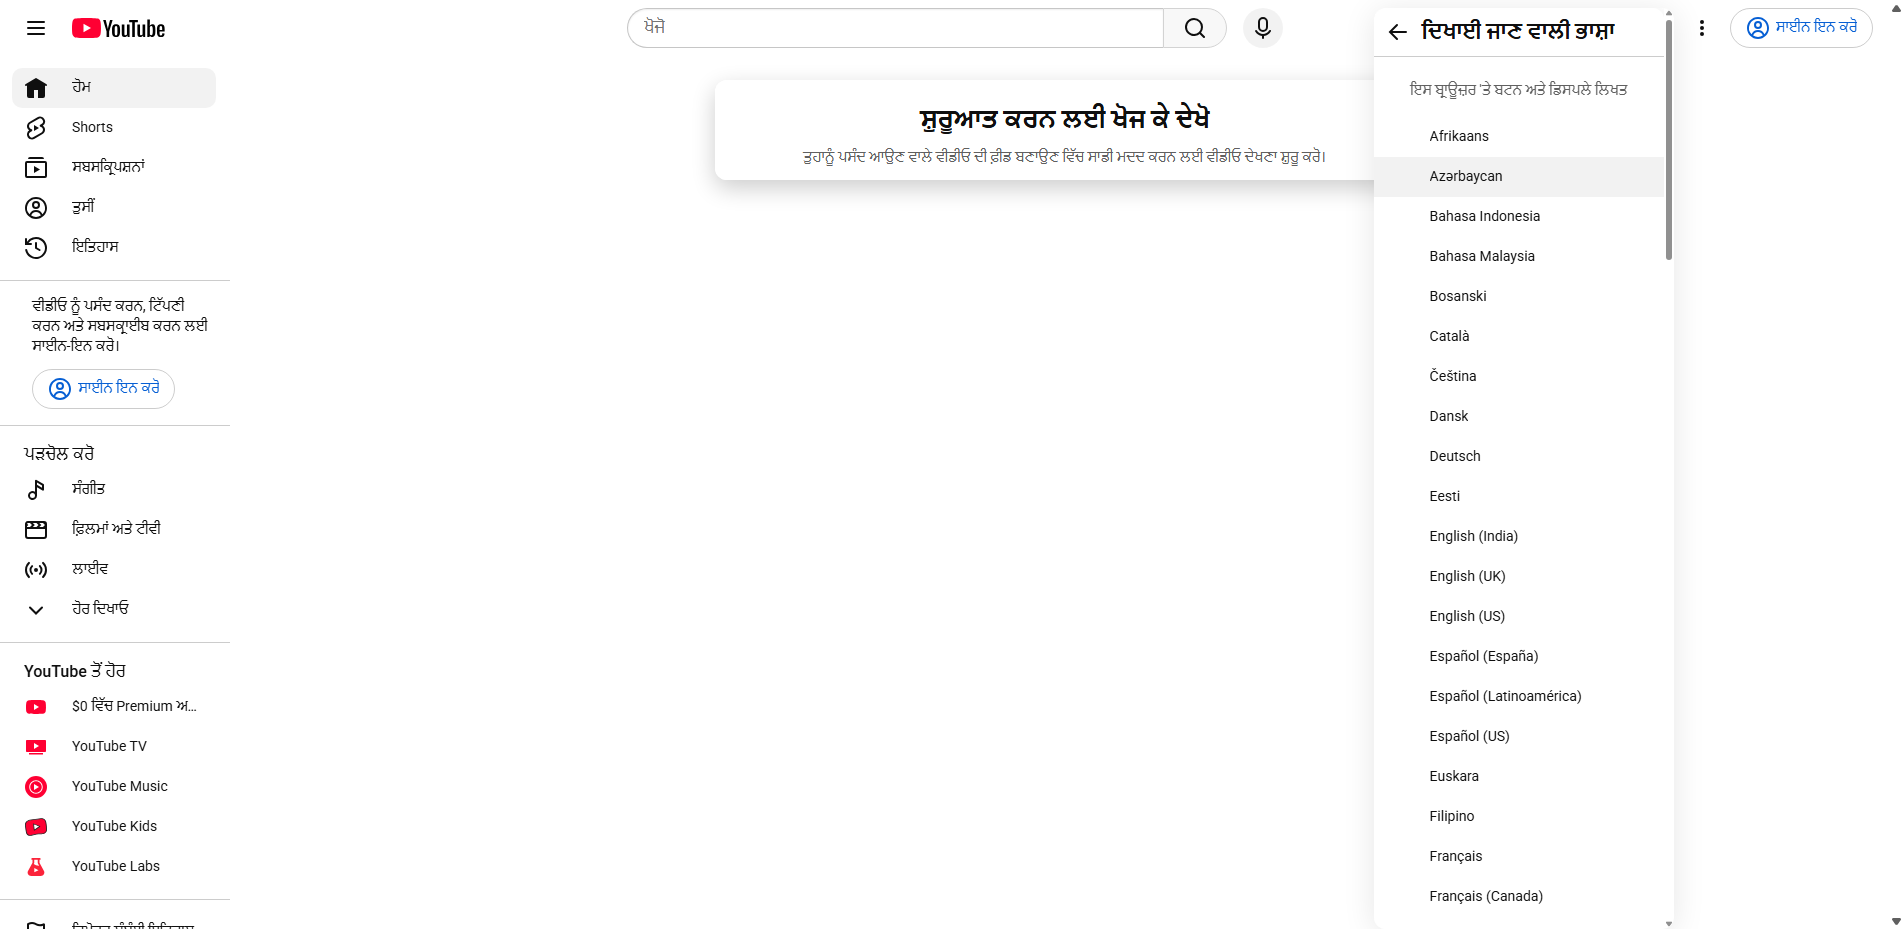 YouTube
ਖੋਜੋ
ਸਾਈਨ ਇਨ ਕਰੋ
ਹੋਮ
Shorts
ਸਬਸਕ੍ਰਿਪਸ਼ਨਾਂ
ਤੁਸੀਂ
ਇਤਿਹਾਸ
ਵੀਡੀਓ ਨੂੰ ਪਸੰਦ ਕਰਨ, ਟਿੱਪਣੀ
ਕਰਨ ਅਤੇ ਸਬਸਕ੍ਰਾਈਬ ਕਰਨ ਲਈ
ਸਾਈਨ-ਇਨ ਕਰੋ।
ਸਾਈਨ ਇਨ ਕਰੋ
ਪੜਚੋਲ ਕਰੋ
ਸੰਗੀਤ
ਫ਼ਿਲਮਾਂ ਅਤੇ ਟੀਵੀ
ਲਾਈਵ
ਹੋਰ ਦਿਖਾਓ
YouTube ਤੋਂ ਹੋਰ
$0 ਵਿੱਚ Premium ਅ...
YouTube TV
YouTube Music
YouTube Kids
YouTube Labs
ਸ਼ੁਰੂਆਤ ਕਰਨ ਲਈ ਖੋਜ ਕੇ ਦੇਖੋ
ਤੁਹਾਨੂੰ ਪਸੰਦ ਆਉਣ ਵਾਲੇ ਵੀਡੀਓ ਦੀ ਫ਼ੀਡ ਬਣਾਉਣ ਵਿੱਚ ਸਾਡੀ ਮਦਦ ਕਰਨ ਲਈ ਵੀਡੀਓ ਦੇਖਣਾ ਸ਼ੁਰੂ ਕਰੋ।
ਦਿਖਾਈ ਜਾਣ ਵਾਲੀ ਭਾਸ਼ਾ
ਇਸ ਬ੍ਰਾਊਜ਼ਰ 'ਤੇ ਬਟਨ ਅਤੇ ਡਿਸਪਲੇ ਲਿਖਤ
Afrikaans
Azərbaycan
Bahasa Indonesia
Bahasa Malaysia
Bosanski
Català
Čeština
Dansk
Deutsch
Eesti
English (India)
English (UK)
English (US)
Español (España)
Español (Latinoamérica)
Español (US)
Euskara
Filipino
Français
Français (Canada)